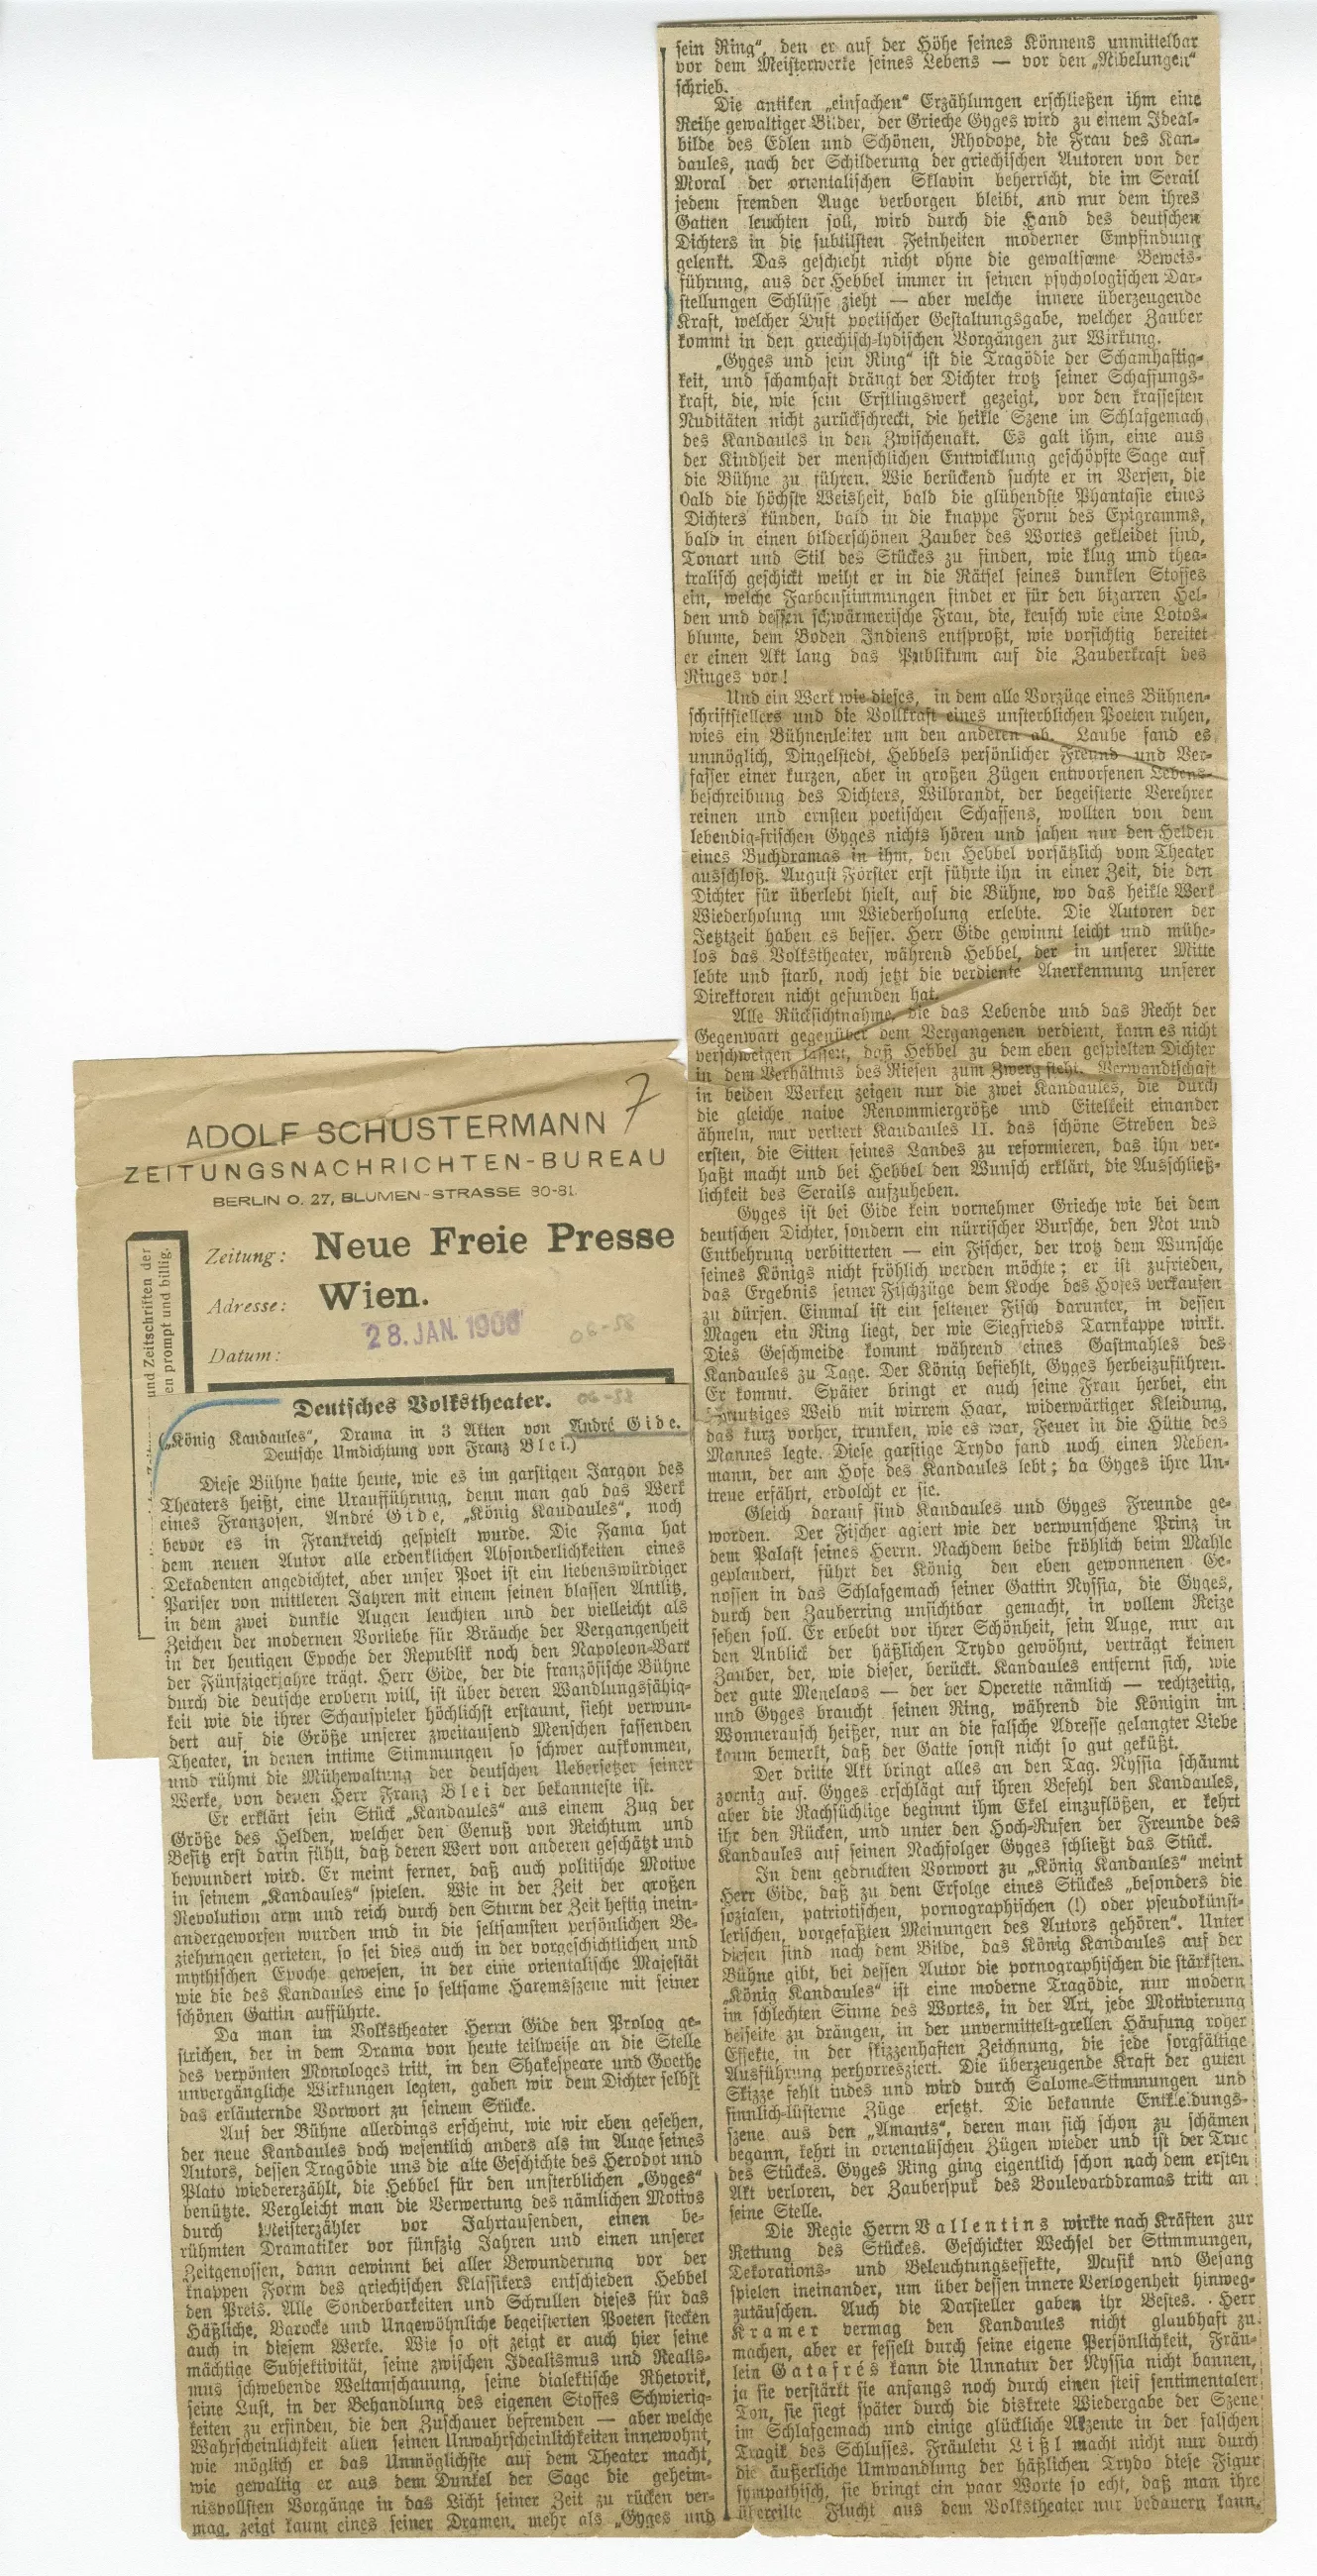 7
ADOLF SCHUSTERMANN
ZEITUNGSNACHRICHTEN-BUREAU
BERLIN O. 27, BLUMEN-STRASSE 80-81.
und Zeitschriften der
en prompt und billig.
Zeitung: Neue Freie Presse
Adresse: Wien.
28. JAN. 1906
Datum:
Deutsches Volkstheater.
(„König Kandaules“, Drama in 3 Akten von André Gide.
Deutsche Umdichtung von Franz Blei.)
Diese Bühne hatte heute, wie es im garstigen Jargon des
Theaters heißt, eine Uraufführung, denn man gab das Werk
eines Franzosen, André Gide, „König Kandaules“, noch
bevor es in Frankreich gespielt wurde. Die Fama hat
dem neuen Autor alle erdenklichen Absonderlichkeiten eines
Dekadenten angedichtet, aber unser Poet ist ein liebenswürdiger
Pariser von mittleren Jahren mit einem feinen blassen Antlitz,
in dem zwei dunkle Augen leuchten und der vielleicht als
Zeichen der modernen Vorliebe für Bräuche der Vergangenheit
in der heutigen Epoche der Republik noch den Napoleon-Bart
der Fünfzigerjahre trägt. Herr Gide, der die französische Bühne
durch die deutsche erobern will, ist über deren Wandlungsfähig-
keit wie die ihrer Schauspieler höchlichst erstaunt, sieht verwun-
dert auf die Größe unserer zweitausend Menschen fassenden
Theater, in denen intime Stimmungen so schwer aufkommen,
und rühmt die Mühewaltung der deutschen Uebersetzer seiner
Werke, von denen Herr Franz Blei der bekannteste ist.
Er erklärt sein Stück „Kandaules“ aus einem Zug der
Größe des Helden, welcher den Genuß von Reichtum und
Besitz erst darin fühlt, daß deren Wert von anderen geschätzt und
bewundert wird. Er meint ferner, daß auch politische Motive
in seinem „Kandaules“ spielen. Wie in der Zeit der großen
Revolution arm und reich durch den Sturm der Zeit heftig inein-
andergeworfen wurden und in die seltsamsten persönlichen Be-
ziehungen gerieten, so sei dies auch in der vorgeschichtlichen und
mythischen Epoche gewesen, in der eine orientalische Majestät
wie die des Kandaules eine so seltsame Haremsszene mit seiner
schönen Gattin aufführte.
Da man im Volkstheater Herrn Gide den Prolog ge-
strichen, der in dem Drama von heute teilweise an die Stelle
des verpönten Monologes tritt, in den Shakespeare und Goethe
unvergängliche Wirkungen legten, gaben wir dem Dichter selbst
das erläuternde Vorwort zu seinem Stücke.
Auf der Bühne allerdings erscheint, wie wir eben gesehen,
der neue Kandaules doch wesentlich anders als im Auge seines
Autors, dessen Tragödie uns die alte Geschichte des Herodot und
Plato wiedererzählt, die Hebbel für den unsterblichen „Gyges“
benützte. Vergleicht man die Verwertung des nämlichen Motivs
durch Meisterzähler vor Jahrtausenden, einen be-
rühmten Dramatiker vor fünfzig Jahren und einen unserer
Zeitgenossen, dann gewinnt bei aller Bewunderung vor der
knappen Form des griechischen Klassikers entschieden Hebbel
den Preis. Alle Sonderbarkeiten und Schrullen dieses für das
Häßliche, Barocke und Ungewöhnliche begeisterten Poeten stecken
auch in diesem Werke. Wie so oft zeigt er auch hier seine
mächtige Subjektivität, seine zwischen Idealismus und Realis-
mus schwebende Weltanschauung, seine dialektische Rhetorik,
seine Lust, in der Behandlung des eigenen Stoffes Schwierig-
keiten zu erfinden, die den Zuschauer befremden — aber welche
Wahrscheinlichkeit allen seinen Unwahrscheinlichkeiten innewohnt,
wie möglich er das Unmöglichste auf dem Theater macht,
wie gewaltig er aus dem Dunkel der Sage die geheim-
nisvollsten Vorgänge in das Licht seiner Zeit zu rücken ver-
mag, zeigt kaum eines seiner Dramen, mehr als „Gyges und
sein Ring“, den er auf der Höhe seines Könnens unmittelbar
vor dem Meisterwerke seines Lebens — vor den „Nibelungen“
schrieb.
Die antiken „einfachen“ Erzählungen erschließen ihm eine
Reihe gewaltiger Bilder, der Grieche Gyges wird zu einem Ideal-
bilde des Edlen und Schönen, Rhodope, die Frau des Kan-
daules, nach der Schilderung der griechischen Autoren von der
Moral der orientalischen Sklavin beherrscht, die im Serail
jedem fremden Auge verborgen bleibt, und nur dem ihres
Gatten leuchten soll, wird durch die Hand des deutschen
Dichters in die subtilsten Feinheiten moderner Empfindung
gelenkt. Das geschieht nicht ohne die gewaltsame Beweis-
führung, aus der Hebbel immer in seinen psychologischen Dar-
stellungen Schlüsse zieht — aber welche innere überzeugende
Kraft, welcher Duft poetischer Gestaltungsgabe, welcher Zauber
kommt in den griechisch-lydischen Vorgängen zur Wirkung.
„Gyges und sein Ring“ ist die Tragödie der Schamhaftig-
keit, und schamhaft drängt der Dichter trotz seiner Schaffungs-
kraft, die, wie sein Erstlingswerk gezeigt, vor den krassesten
Nuditäten nicht zurückschreckt, die heikle Szene im Schlafgemach
des Kandaules in den Zwischenakt. Es galt ihm, eine aus
der Kindheit der menschlichen Entwicklung geschöpfte Sage auf
die Bühne zu führen. Wie berückend suchte er in Versen, die
bald die höchste Weisheit, bald die glühendste Phantasie eines
Dichters künden, bald in die knappe Form des Epigramms,
bald in einen bilderschönen Zauber des Wortes gekleidet sind,
Tonart und Stil des Stückes zu finden, wie klug und thea-
tralisch geschickt weiht er in die Rätsel seines dunklen Stoffes
ein, welche Farbenstimmungen findet er für den bizarren Hel-
den und dessen schwärmerische Frau, die, keusch wie eine Lotos-
blume, dem Boden Indiens entsproßt, wie vorsichtig bereitet
er einen Akt lang das Publikum auf die Zauberkraft des
Ringes vor!
Und ein Werk wie dieses, in dem alle Vorzüge eines Bühnen-
schriftstellers und die Vollkraft eines unsterblichen Poeten ruhen,
wies ein Bühnenleiter um den anderen ab. Laube fand es
unmöglich, Dingelstedt, Hebbels persönlicher Freund und Ver-
fasser einer kurzen, aber in großen Zügen entworfenen Lebens-
beschreibung des Dichters, Wilbrandt, der begeisterte Verehrer
reinen und ernsten poetischen Schaffens, wollten von dem
lebendig-frischen Gyges nichts hören und sahen nur den Helden
eines Buchdramas in ihm, den Hebbel vorsätzlich vom Theater
ausschloß. August Förster erst führte ihn in einer Zeit, die den
Dichter für überlebt hielt, auf die Bühne, wo das heikle Werk
Wiederholung um Wiederholung erlebte. Die Autoren der
Jetztzeit haben es besser. Herr Gide gewinnt leicht und mühe-
los das Volkstheater, während Hebbel, der in unserer Mitte
lebte und starb, noch jetzt die verdiente Anerkennung unserer
Direktoren nicht gefunden hat.
Alle Rücksichtnahme, die das Lebende und das Recht der
Gegenwart gegenüber dem Vergangenen verdient, kann es nicht
verschweigen lassen, daß Hebbel zu dem eben gespielten Dichter
in dem Verhältnis des Riesen zum Zwerg steht. Verwandtschaft
in beiden Werken zeigen nur die zwei Kandaules, die durch
die gleiche naive Renommiergröße und Eitelkeit einander
ähneln, nur verliert Kandaules II. das schöne Streben des
ersten, die Sitten seines Landes zu reformieren, das ihn ver-
haßt macht und bei Hebbel den Wunsch erklärt, die Ausschließ-
lichkeit des Serails aufzuheben.
Gyges ist bei Gide kein vornehmer Grieche wie bei dem
deutschen Dichter, sondern ein nürrischer Bursche, den Not und
Entbehrung verbitterten — ein Fischer, der trotz dem Wunsche
seines Königs nicht fröhlich werden möchte; er ist zufrieden,
das Ergebnis seiner Fischzüge dem Koche des Hofes verkaufen
zu dürfen. Einmal ist ein seltener Fisch darunter, in dessen
Magen ein Ring liegt, der wie Siegfrieds Tarnkappe wirkt.
Dies Geschmeide kommt während eines Gastmahles des
Kandaules zu Tage. Der König befiehlt, Gyges herbeizuführen.
Er kommt. Später bringt er auch seine Frau herbei, ein
schmutziges Weib mit wirrem Haar, widerwärtiger Kleidung,
das kurz vorher, trunken, wie es war, Feuer in die Hütte des
Mannes legte. Diese garstige Trydo fand noch einen Neben-
mann, der am Hofe des Kandaules lebt; da Gyges ihre Un-
treue erfährt, erdolcht er sie.
Gleich darauf sind Kandaules und Gyges Freunde ge-
worden. Der Fischer agiert wie der verwunschene Prinz in
dem Palast seines Herrn. Nachdem beide fröhlich beim Mahle
geplaudert, führt der König den eben gewonnenen Ge-
nossen in das Schlafgemach seiner Gattin Nyssia, die Gyges,
durch den Zauberring unsichtbar gemacht, in vollem Reize
sehen soll. Er erbebt vor ihrer Schönheit, sein Auge, nur an
den Anblick der häßlichen Trydo gewöhnt, verträgt keinen
Zauber, der, wie dieser, berückt. Kandaules entfernt sich, wie
der gute Menelaos — der der Operette nämlich — rechtzeitig,
und Gyges braucht seinen Ring, während die Königin im
Wonnerausch heißer, nur an die falsche Adresse gelangter Liebe
kaum bemerkt, daß der Gatte sonst nicht so gut geküßt.
Der dritte Akt bringt alles an den Tag. Nyssia schäumt
zornig auf. Gyges erschlägt auf ihren Befehl den Kandaules,
aber die Rachsüchtige beginnt ihm Ekel einzuflößen, er kehrt
ihr den Rücken, und unter den Hoch-Rufen der Freunde des
Kandaules auf seinen Nachfolger Gyges schließt das Stück.
In dem gedruckten Vorwort zu „König Kandaules“ meint
Herr Gide, daß zu dem Erfolge eines Stückes „besonders die
sozialen, patriotischen, pornographischen (!) oder pseudokünst-
lerischen, vorgefaßten Meinungen des Autors gehören“. Unter
diesen sind nach dem Bilde, das König Kandaules auf der
Bühne gibt, bei dessen Autor die pornographischen die stärksten.
„König Kandaules“ ist eine moderne Tragödie, nur modern
im schlechten Sinne des Wortes, in der Art, jede Motivierung
beiseite zu drängen, in der unvermittelt-grellen Häufung roher
Effekte, in der skizzenhaften Zeichnung, die jede sorgfältige
Ausführung perhorresziert. Die überzeugende Kraft der guten
Skizze fehlt indes und wird durch Salome-Stimmungen und
sinnlich-lüsterne Züge ersetzt. Die bekannte Entkleidungs-
szene aus den „Amants“, deren man sich schon zu schämen
begann, kehrt in orientalischen Zügen wieder und ist der Truc
des Stückes. Gyges Ring ging eigentlich schon nach dem ersten
Akt verloren, der Zauberspuk des Boulevarddramas tritt an
seine Stelle.
Die Regie Herrn Vallentins wirkte nach Kräften zur
Rettung des Stückes. Geschickter Wechsel der Stimmungen,
Dekorations- und Beleuchtungseffekte, Musik und Gesang
spielen ineinander, um über dessen innere Verlogenheit hinweg-
zutäuschen. Auch die Darsteller gaben ihr Bestes. Herr
Kramer vermag den Kandaules nicht glaubhaft zu
machen, aber er fesselt durch seine eigene Persönlichkeit, Fräu-
lein Galafrés kann die Unnatur der Nyssia nicht bannen,
ja sie verstärkt sie anfangs noch durch einen steif sentimentalen
Ton, sie siegt später durch die diskrete Wiedergabe der Szene
im Schlafgemach und einige glückliche Akzente in der falschen
Tragik des Schlusses. Fräulein Lißl macht nicht nur durch
die äußerliche Umwandlung der häßlichen Trydo diese Figur
sympathisch, sie bringt ein paar Worte so echt, daß man ihre
übereilte Flucht aus dem Volkstheater nur bedauern kann.